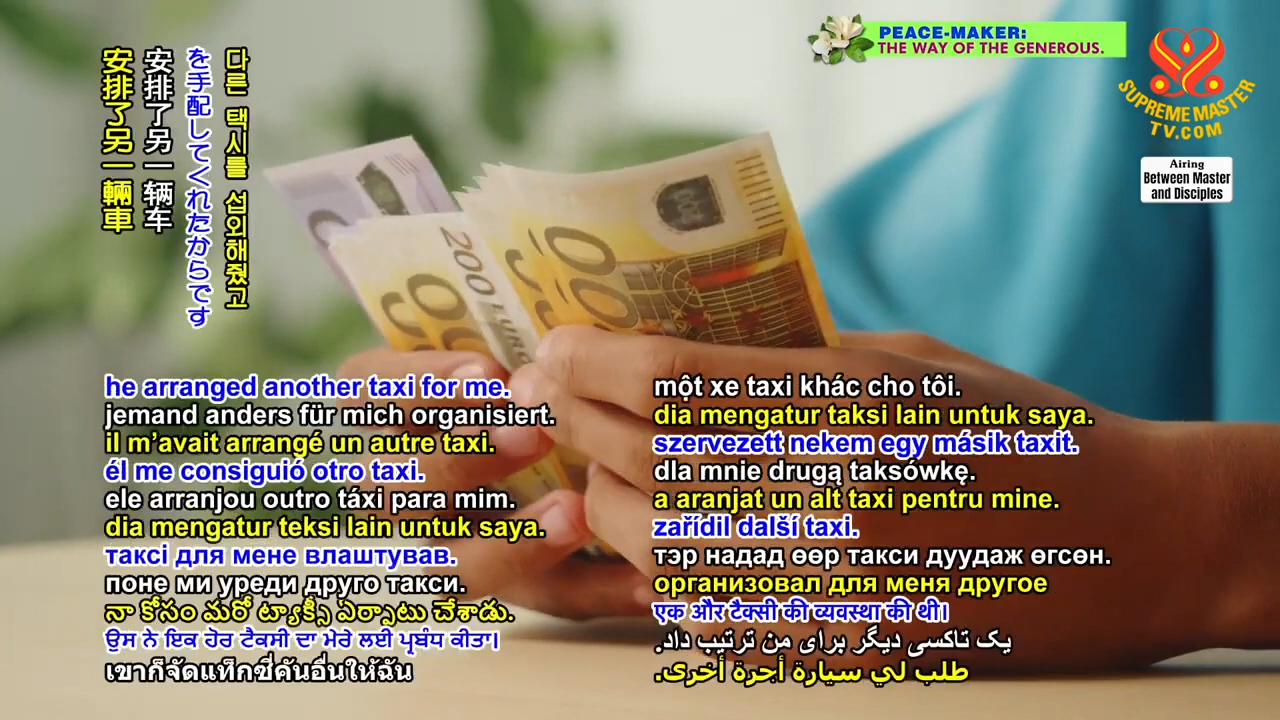 PEACE-MAKER:
THE WAY OF THE GENEROUS.
SUPREME MASTER
TV.COM
Airing
Between Master
and Disciples
다른 택시를 섭외해줬고
を手配してくれたからです
安排了另一辆车
安排了另一輛車
200 EURO
he arranged another taxi for me.
jemand anders für mich organisiert.
il m’avait arrangé un autre taxi.
él me consiguió otro taxi.
ele arranjou outro táxi para mim.
dia mengatur teksi lain untuk saya.
таксі для мене влаштував.
поне ми уреди друго такси.
నా కోసం మరో ట్యాక్సీ ఏర్పాటు చేశాడు.
ਉਸ ਨੇ ਇਕ ਹੋਰ ਟੈਕਸੀ ਦਾ ਮੇਰੇ ਲਈ ਪ੍ਰਬੰਧ ਕੀਤਾ।
เขาก็จัดแท็กซี่คันอื่นให้ฉัน
một xe taxi khác cho tôi.
dia mengatur taksi lain untuk saya.
szervezett nekem egy másik taxit.
dla mnie drugą taksówkę.
a aranjat un alt taxi pentru mine.
zařídil další taxi.
тэр надад өөр такси дуудаж өгсөн.
организовал для меня другое
एक और टैक्सी की व्यवस्था की थी।
یک تاکسی دیگر برای من ترتیب داد.
طلب لي سيارة أجرة أخرى.